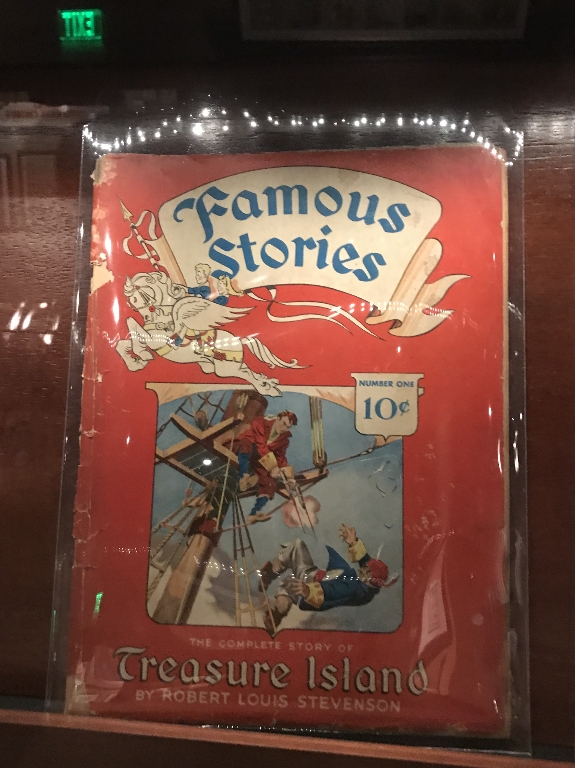 EXIT
Famous
Stories
NUMBER ONE
10¢
THE COMPLETE STORY OF
Treasure Island
BY ROBERT LOUIS STEVENSON